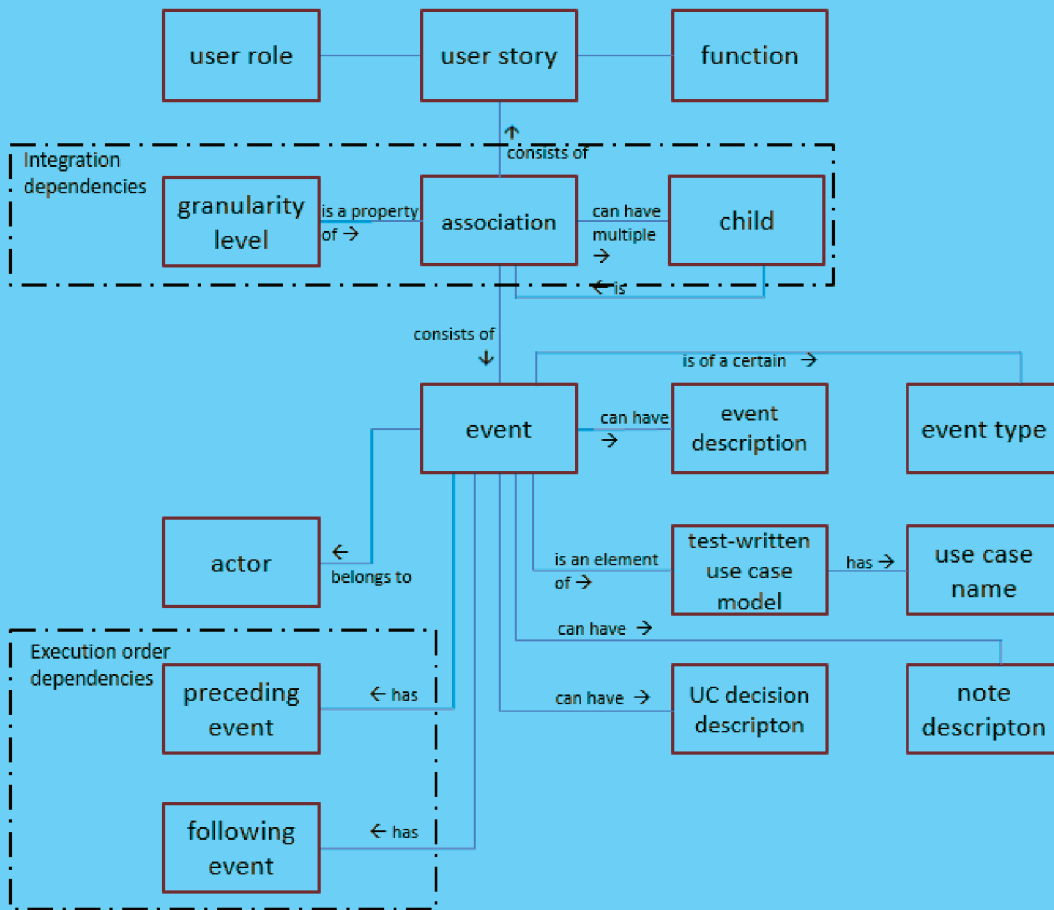 user role
user story
function
↑
consists of
Integration
dependencies
granularity
level
is a property
of →
association
can have
multiple
→
child
← is
consists of
↓
is of a certain →
event
can have
→
event
description
event type
actor
←
belongs to
is an element
of →
test-written
use case
model
has →
use case
name
can have →
Execution order
dependencies
preceding
event
← has
can have →
UC decision
descripton
note
descripton
following
event
← has